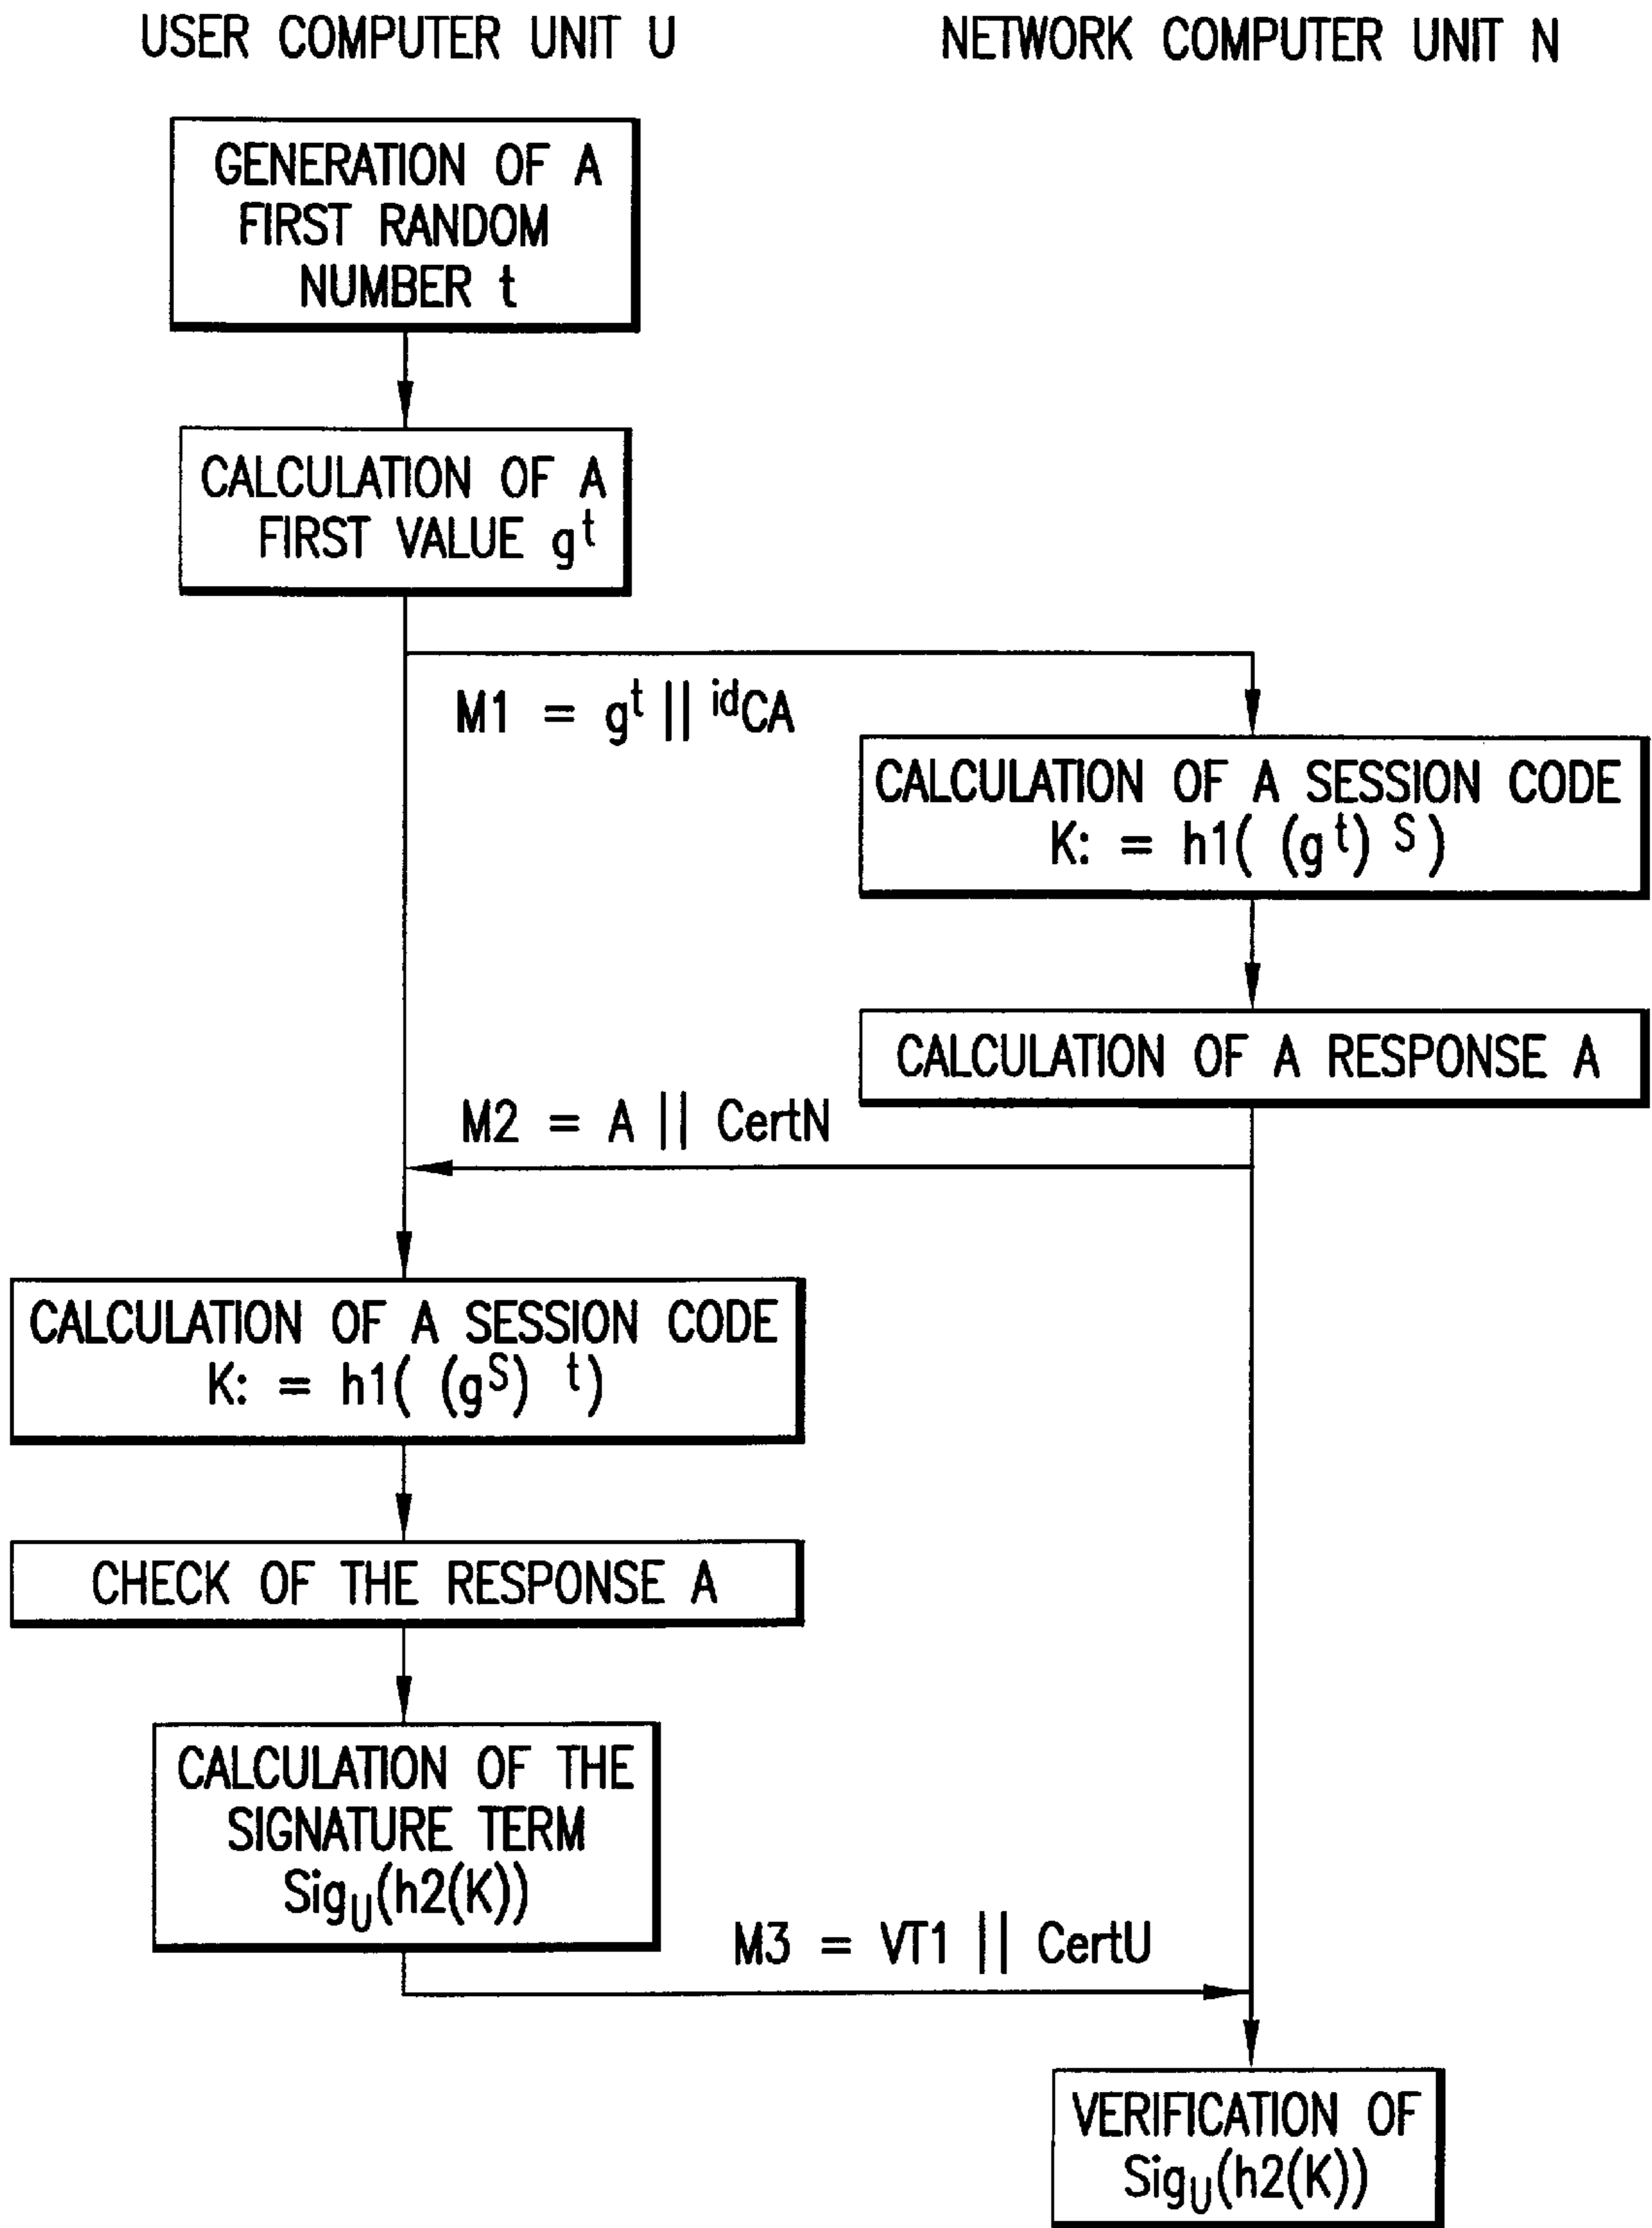 USER COMPUTER UNIT U
NETWORK COMPUTER UNIT N
GENERATION OF A
FIRST RANDOM
NUMBER t
CALCULATION OF A
FIRST VALUE g^t
M1 = g^t || idCA
CALCULATION OF A SESSION CODE
K: = h1( (g^t)^S )
CALCULATION OF A RESPONSE A
M2 = A || CertN
CALCULATION OF A SESSION CODE
K: = h1( (g^S)^t)
CHECK OF THE RESPONSE A
CALCULATION OF THE
SIGNATURE TERM
Sig_U(h2(K))
M3 = VT1 || CertU
VERIFICATION OF
Sig_U(h2(K))